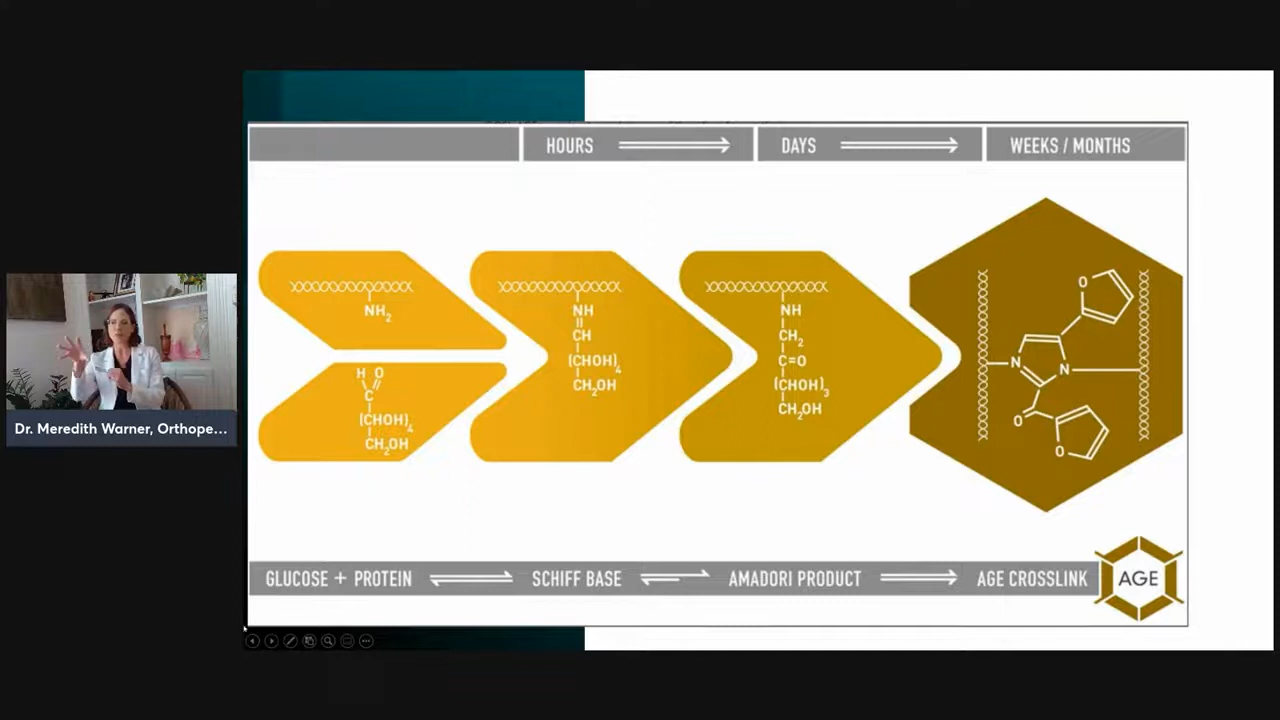 HOURS
DAYS
WEEKS / MONTHS
NH2
H O
C
(CHOH)4
CH2OH
NH
CH
(CHOH)4
CH2OH
NH
CH2
C=O
(CHOH)3
CH2OH
O
N
N
O
O
GLUCOSE + PROTEIN
SCHIFF BASE
AMADORI PRODUCT
AGE CROSSLINK
AGE
Dr. Meredith Warner, Orthope...